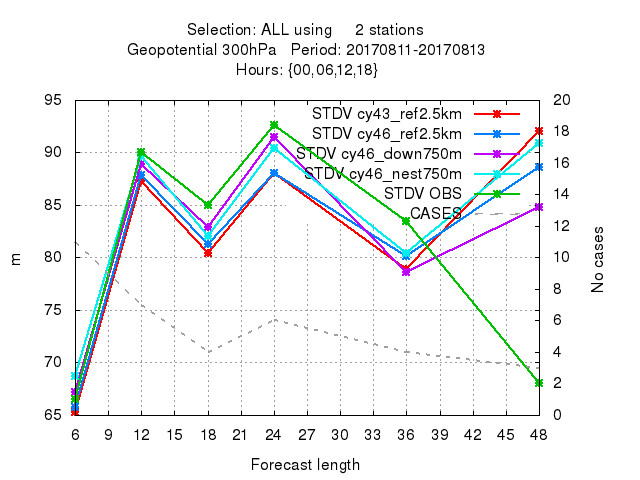 Selection: ALL using 2 stations
Geopotential 300hPa Period: 20170811-20170813
Hours: {00,06,12,18}
STDV cy43_ref2.5km
STDV cy46_ref2.5km
STDV cy46_down750m
STDV cy46_nest750m
STDV OBS
CASES
95
90
85
80
75
70
65
m
20
18
16
14
12
10
8
6
4
2
0
No cases
6 9 12 15 18 21 24 27 30 33 36 39 42 45 48
Forecast length